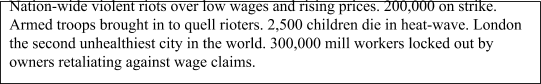 Nation-wide violent riots over low wages and rising prices. 200,000 on strike.
Armed troops brought in to quell rioters. 2,500 children die in heat-wave. London
the second unhealthiest city in the world. 300,000 mill workers locked out by
owners retaliating against wage claims.